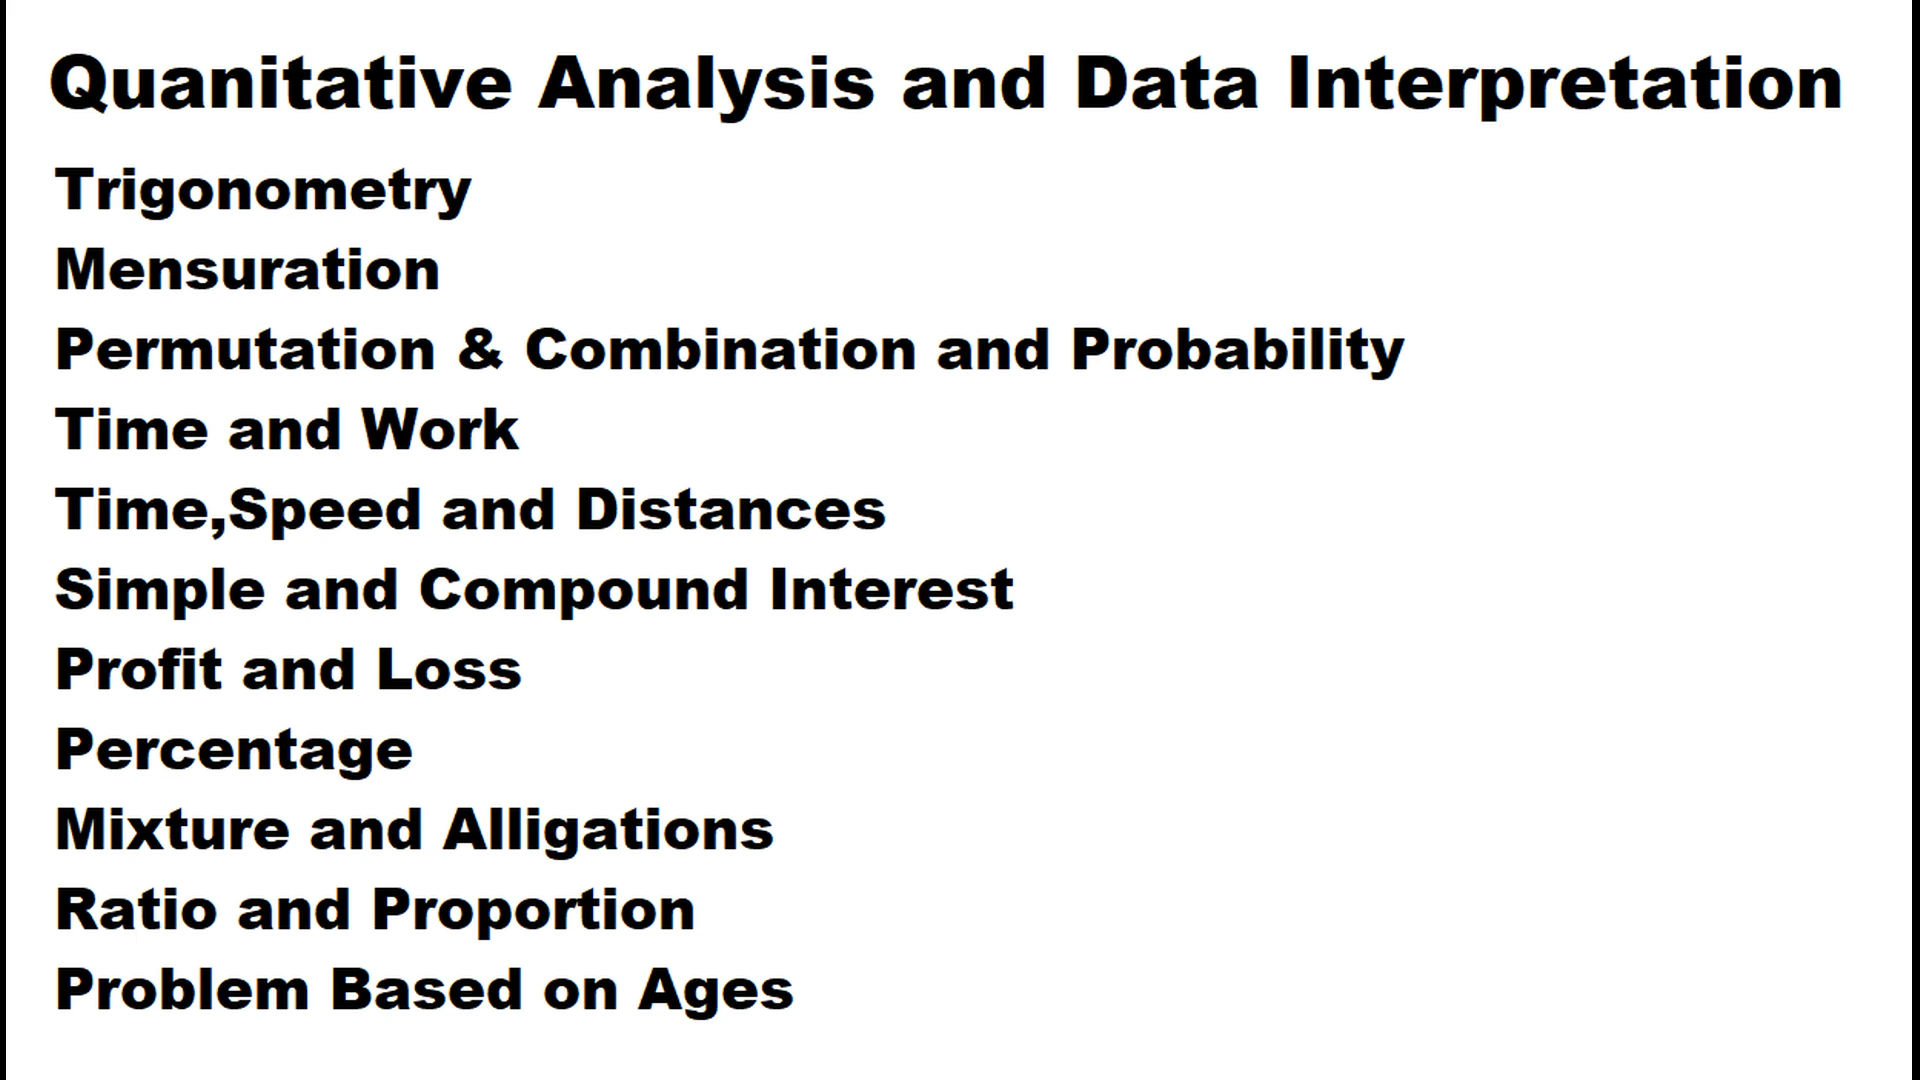 Quanitative Analysis and Data Interpretation
Trigonometry
Mensuration
Permutation & Combination and Probability
Time and Work
Time,Speed and Distances
Simple and Compound Interest
Profit and Loss
Percentage
Mixture and Alligations
Ratio and Proportion
Problem Based on Ages